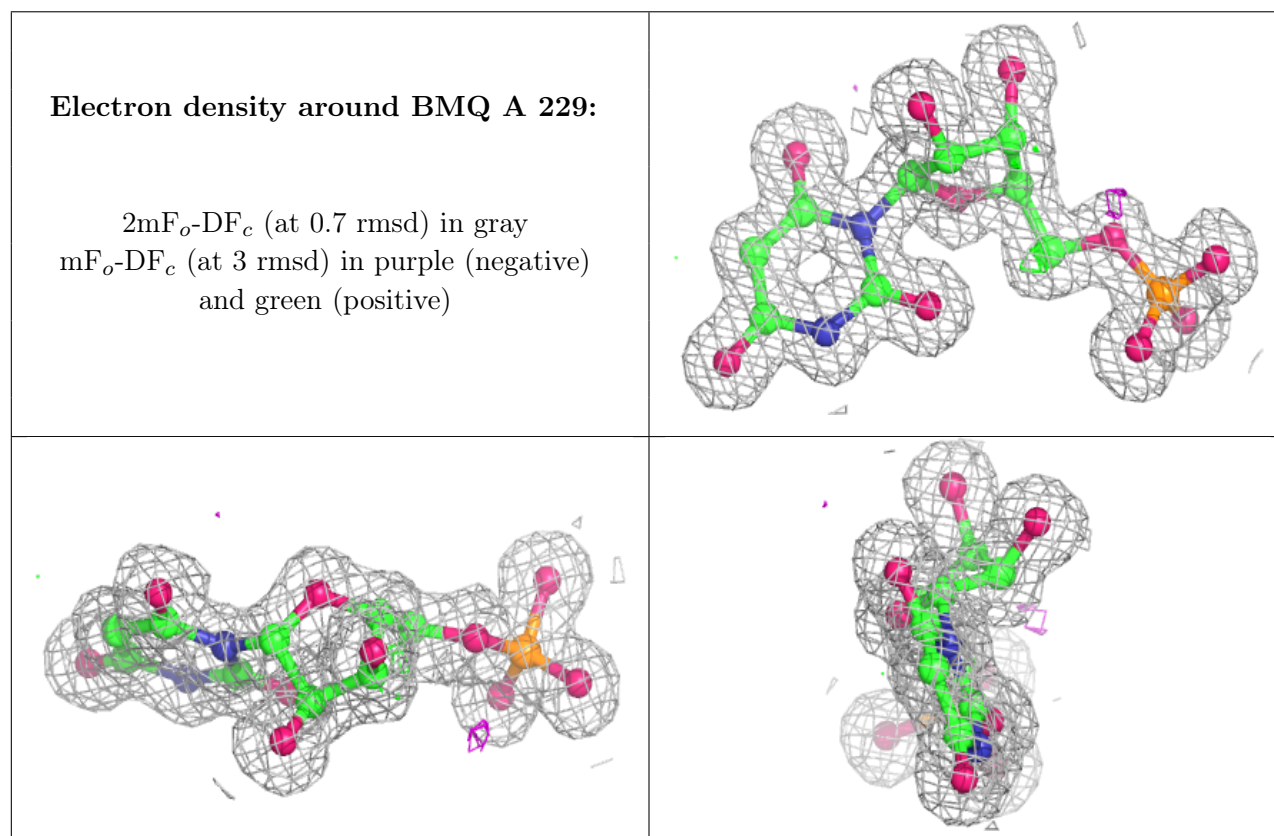 Electron density around BMQ A 229:
2mFo-DFc (at 0.7 rmsd) in gray
mFo-DFc (at 3 rmsd) in purple (negative)
and green (positive)